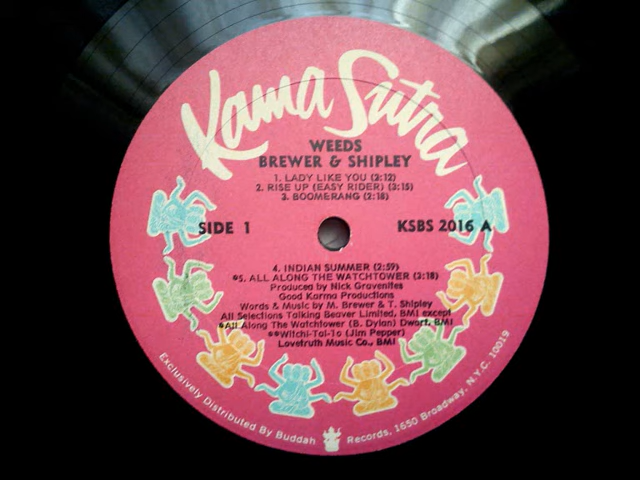 Kama Sutra
WEEDS
BREWER & SHIPLEY
1. LADY LIKE YOU (2:12)
2. RISE UP (EASY RIDER) (3:15)
3. BOOMERANG (2:18)
SIDE 1
KSBS 2016 A
4. INDIAN SUMMER (2:59)
*5. ALL ALONG THE WATCHTOWER (3:18)
Produced by Nick Gravenites
Good Karma Productions
Words & Music by M. Brewer & T. Shipley
All Selections Talking Beaver Limited, BMI except
*All Along The Watchtower (B. Dylan) Dwarf, BMI
**Witchi-Tai-To (Jim Pepper)
Lovetruth Music Co., BMI
Exclusively Distributed By Buddah Records, 1650 Broadway, N.Y.C. 10019